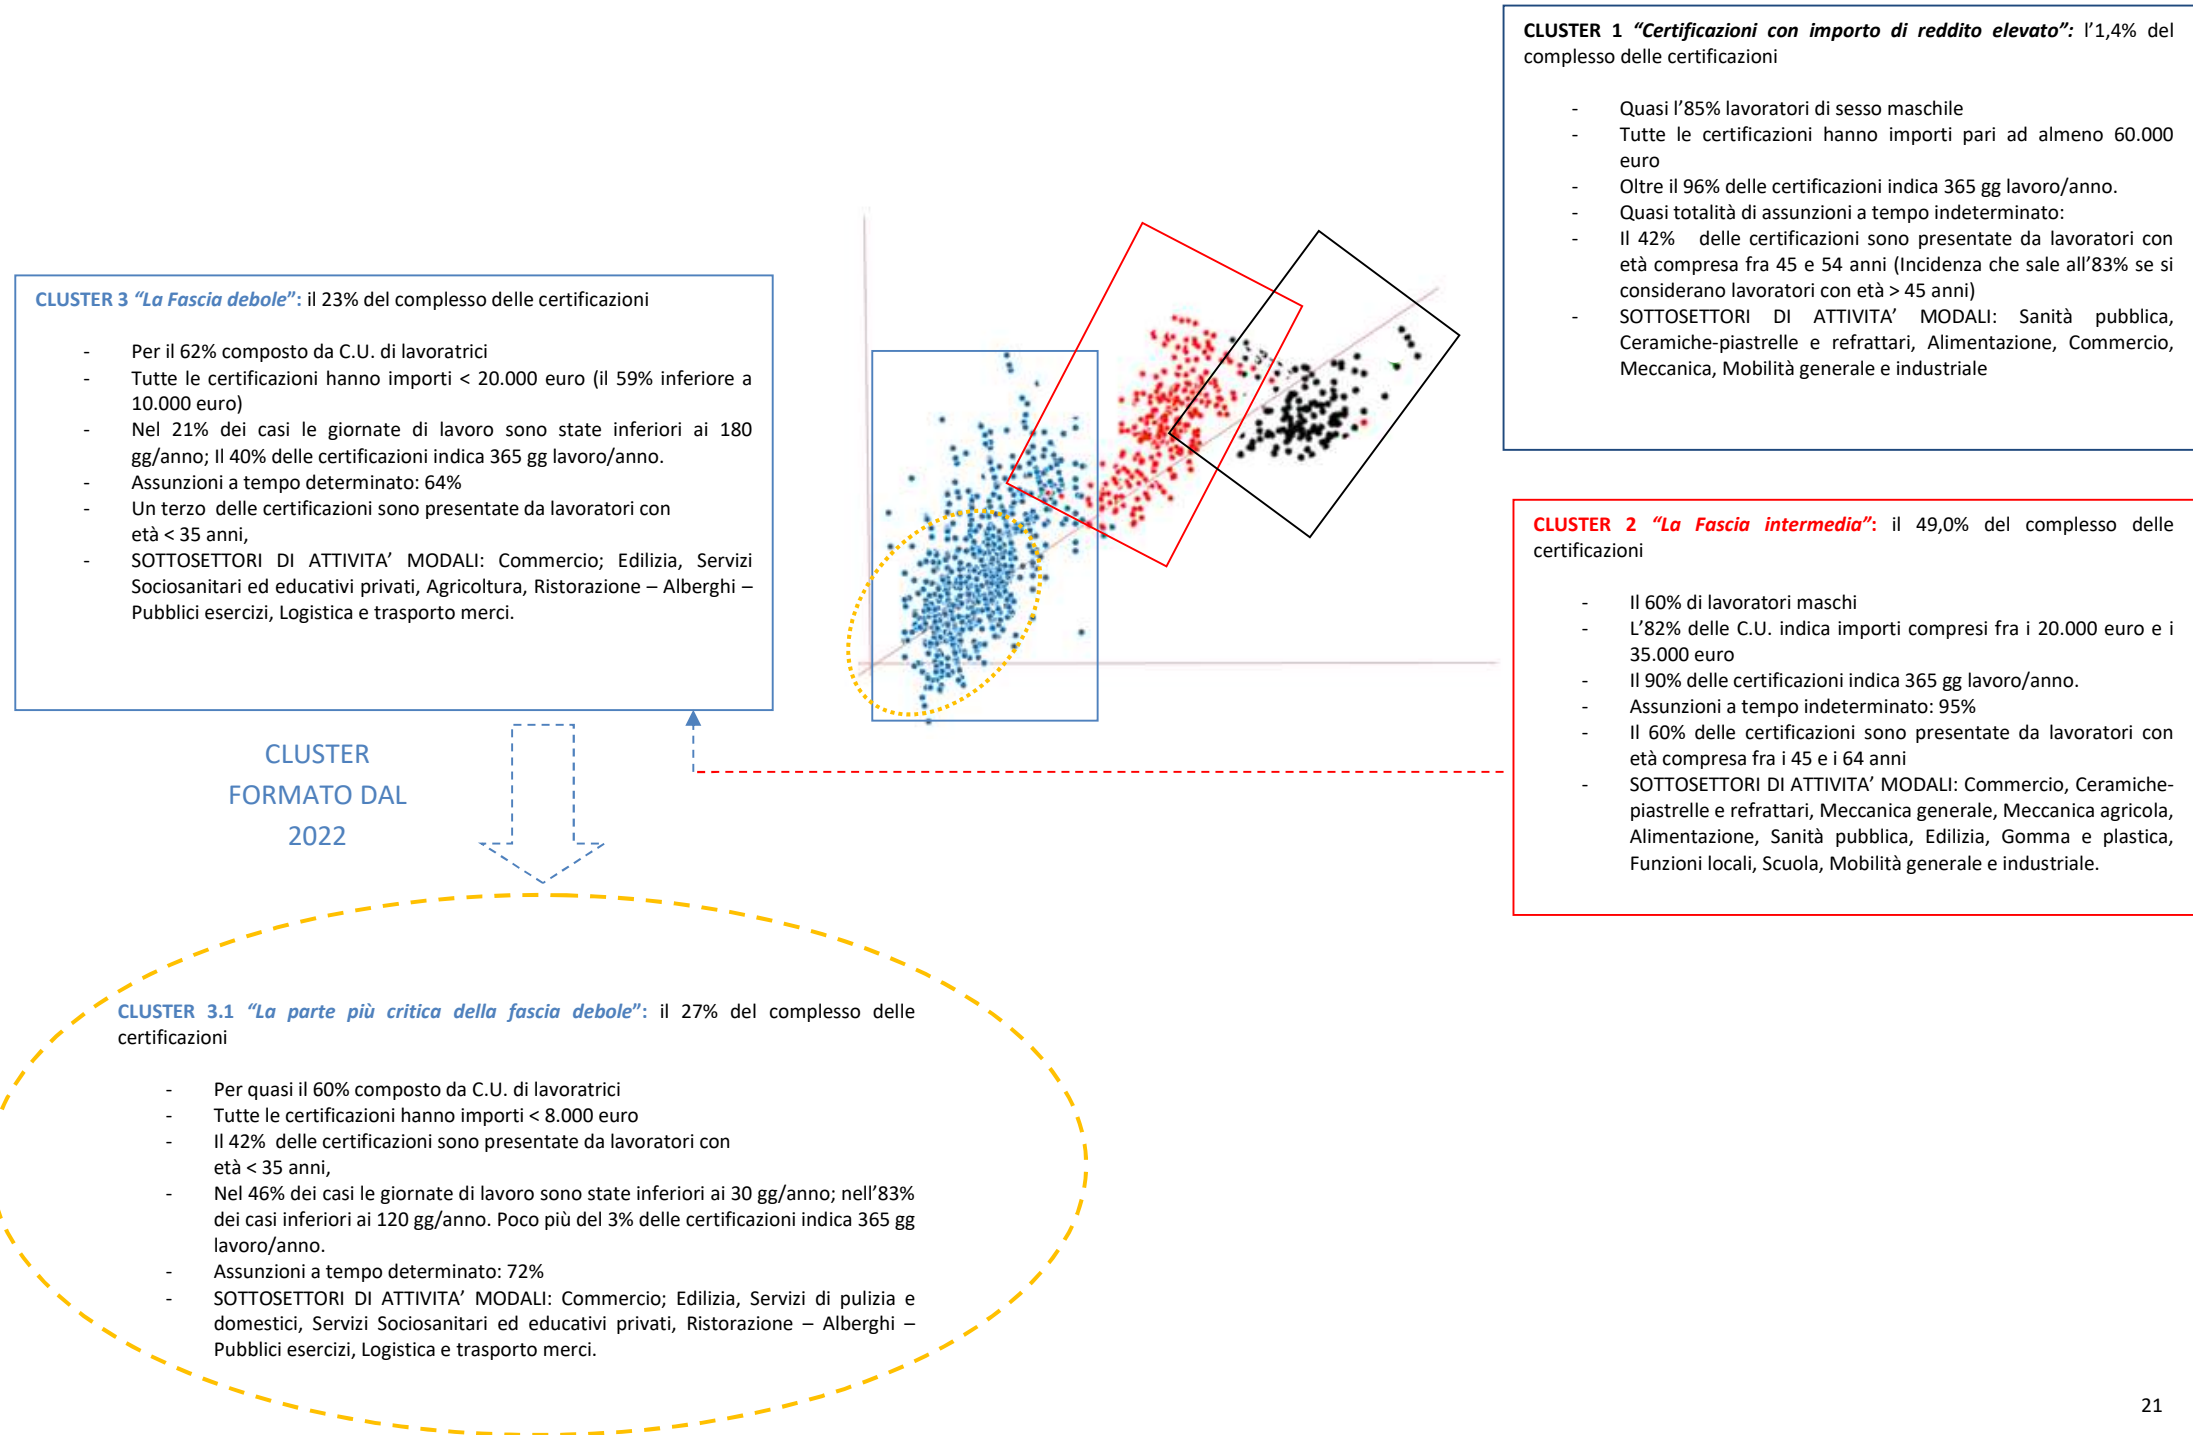 CLUSTER 1 “Certificazioni con importo di reddito elevato”: l’1,4% del
complesso delle certificazioni
- Quasi l’85% lavoratori di sesso maschile
- Tutte le certificazioni hanno importi pari ad almeno 60.000
euro
- Oltre il 96% delle certificazioni indica 365 gg lavoro/anno.
- Quasi totalità di assunzioni a tempo indeterminato:
- Il 42% delle certificazioni sono presentate da lavoratori con
età compresa fra 45 e 54 anni (Incidenza che sale all’83% se si
considerano lavoratori con età > 45 anni)
- SOTTOSETTORI DI ATTIVITA’ MODALI: Sanità pubblica,
Ceramiche-piastrelle e refrattari, Alimentazione, Commercio,
Meccanica, Mobilità generale e industriale
CLUSTER 3 “La Fascia debole”: il 23% del complesso delle certificazioni
- Per il 62% composto da C.U. di lavoratrici
- Tutte le certificazioni hanno importi < 20.000 euro (il 59% inferiore a
10.000 euro)
- Nel 21% dei casi le giornate di lavoro sono state inferiori ai 180
gg/anno; Il 40% delle certificazioni indica 365 gg lavoro/anno.
- Assunzioni a tempo determinato: 64%
- Un terzo delle certificazioni sono presentate da lavoratori con
età < 35 anni,
- SOTTOSETTORI DI ATTIVITA’ MODALI: Commercio; Edilizia, Servizi
Sociosanitari ed educativi privati, Agricoltura, Ristorazione – Alberghi –
Pubblici esercizi, Logistica e trasporto merci.
CLUSTER 2 “La Fascia intermedia”: il 49,0% del complesso delle
certificazioni
- Il 60% di lavoratori maschi
- L’82% delle C.U. indica importi compresi fra i 20.000 euro e i
35.000 euro
- Il 90% delle certificazioni indica 365 gg lavoro/anno.
- Assunzioni a tempo indeterminato: 95%
- Il 60% delle certificazioni sono presentate da lavoratori con
età compresa fra i 45 e i 64 anni
- SOTTOSETTORI DI ATTIVITA’ MODALI: Commercio, Ceramiche-
piastrelle e refrattari, Meccanica generale, Meccanica agricola,
Alimentazione, Sanità pubblica, Edilizia, Gomma e plastica,
Funzioni locali, Scuola, Mobilità generale e industriale.
CLUSTER
FORMATO DAL
2022
CLUSTER 3.1 “La parte più critica della fascia debole”: il 27% del complesso delle
certificazioni
- Per quasi il 60% composto da C.U. di lavoratrici
- Tutte le certificazioni hanno importi < 8.000 euro
- Il 42% delle certificazioni sono presentate da lavoratori con
età < 35 anni,
- Nel 46% dei casi le giornate di lavoro sono state inferiori ai 30 gg/anno; nell’83%
dei casi inferiori ai 120 gg/anno. Poco più del 3% delle certificazioni indica 365 gg
lavoro/anno.
- Assunzioni a tempo determinato: 72%
- SOTTOSETTORI DI ATTIVITA’ MODALI: Commercio; Edilizia, Servizi di pulizia e
domestici, Servizi Sociosanitari ed educativi privati, Ristorazione – Alberghi –
Pubblici esercizi, Logistica e trasporto merci.
21